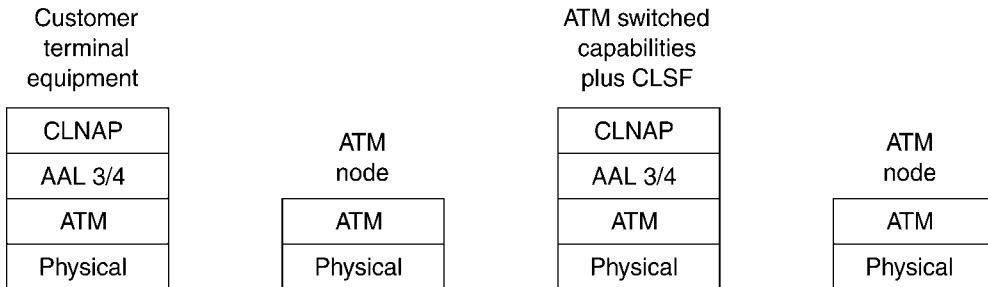 Customer
terminal
equipment
CLNAP
AAL 3/4
ATM
Physical
ATM
node
ATM
Physical
ATM switched
capabilities
plus CLSF
CLNAP
AAL 3/4
ATM
Physical
ATM
node
ATM
Physical